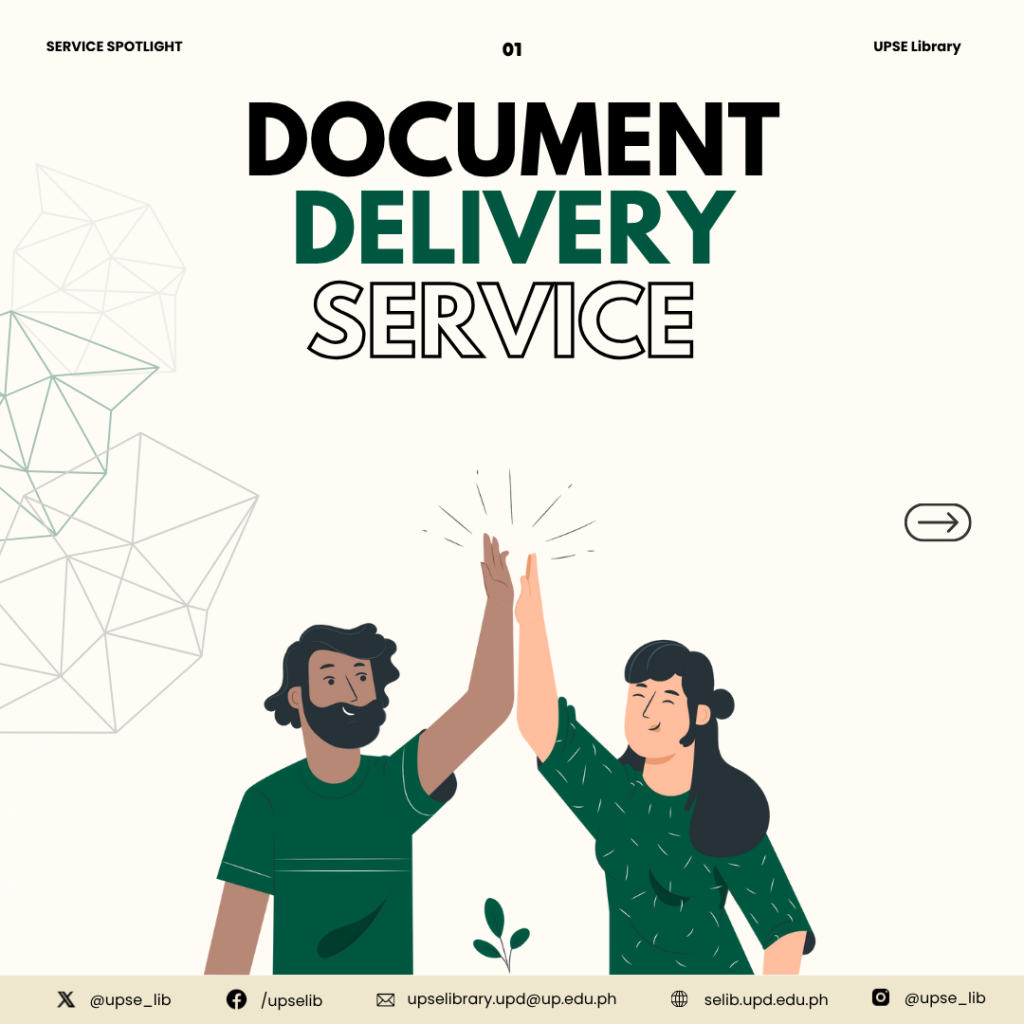 SERVICE SPOTLIGHT
01
UPSE Library
DOCUMENT
DELIVERY
SERVICE
@upse_lib
/upselib
upselibrary.upd@up.edu.ph
selib.upd.edu.ph
@upse_lib